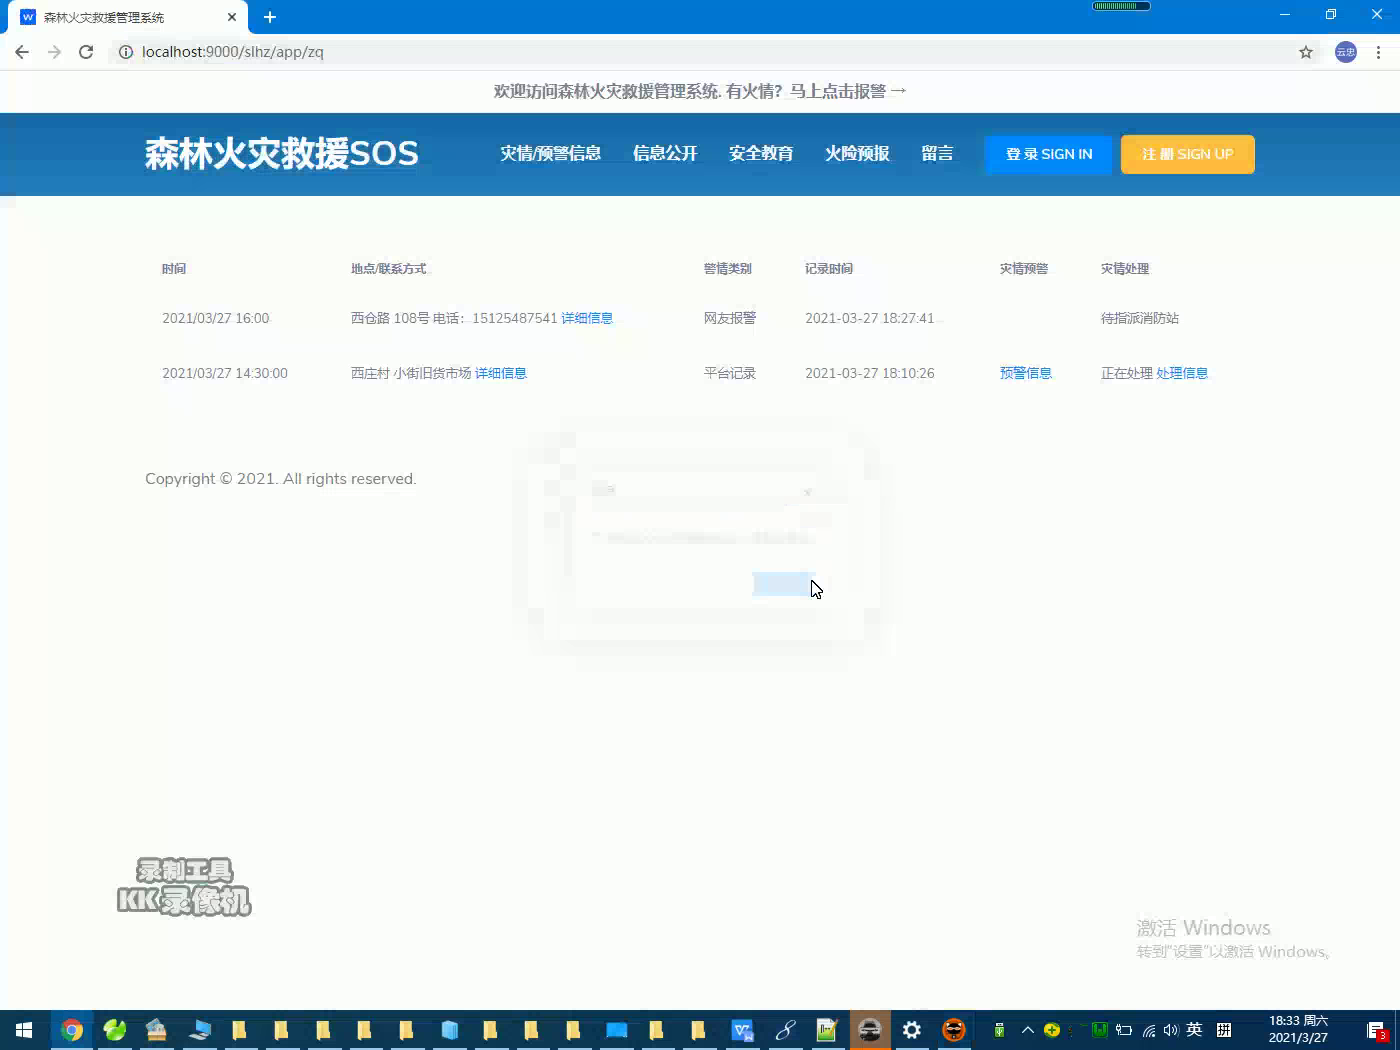 森林火灾救援管理系统
localhost:9000/slhz/app/zq
云忠
欢迎访问森林火灾救援管理系统. 有火情? 马上点击报警 →
森林火灾救援SOS
灾情/预警信息 信息公开 安全教育 火险预报 留言 登 录 SIGN IN 注 册 SIGN UP
时间 地点/联系方式 警情类别 记录时间 灾情预警 灾情处理
2021/03/27 16:00 西仓路 108号 电话：15125487541 详细信息 网友报警 2021-03-27 18:27:41 待指派消防站
2021/03/27 14:30:00 西庄村 小街旧货市场 详细信息 平台记录 2021-03-27 18:10:26 预警信息 正在处理 处理信息
Copyright © 2021. All rights reserved.
录制工具
KK录像机
激活 Windows
转到"设置"以激活 Windows。
英 拼 18:33 周六
2021/3/27
3